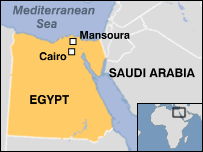 Mediterranean
Sea
Mansoura
Cairo
SAUDI ARABIA
EGYPT